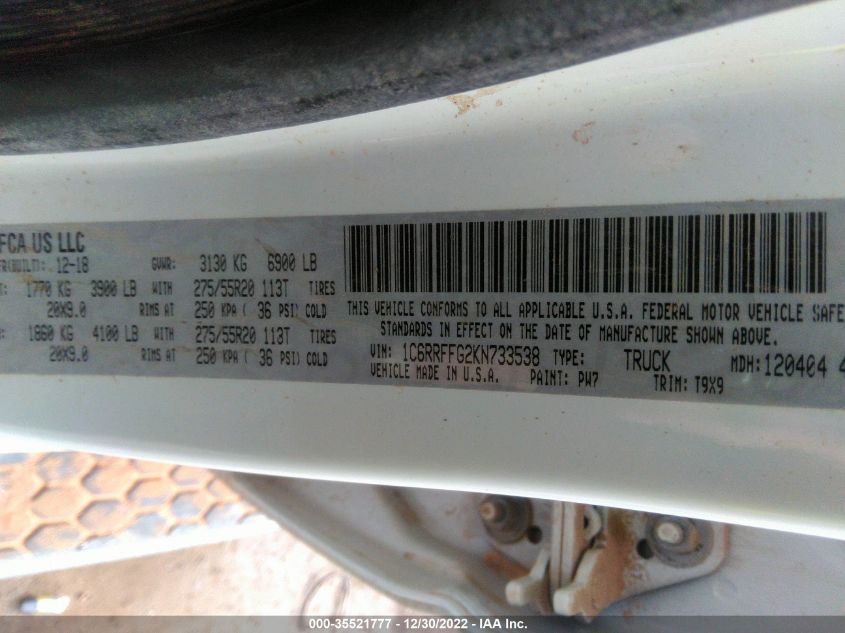 FCA US LLC
FR(BUILT): 12-18 GVWR: 3130 KG 6900 LB
1770 KG 3900 LB WITH 275/55R20 113T TIRES
20X9.0 RIMS AT 250 KPA ( 36 PSI) COLD
1860 KG 4100 LB WITH 275/55R20 113T TIRES
20X9.0 RIMS AT 250 KPA ( 36 PSI) COLD
THIS VEHICLE CONFORMS TO ALL APPLICABLE U.S.A. FEDERAL MOTOR VEHICLE SAFE
STANDARDS IN EFFECT ON THE DATE OF MANUFACTURE SHOWN ABOVE.
VIN: 1C6RRFFG2KN733538 TYPE: TRUCK MDH:120404 4
VEHICLE MADE IN U.S.A. PAINT: PW7 TRIM: T9X9
000-35521777 - 12/30/2022 - IAA Inc.